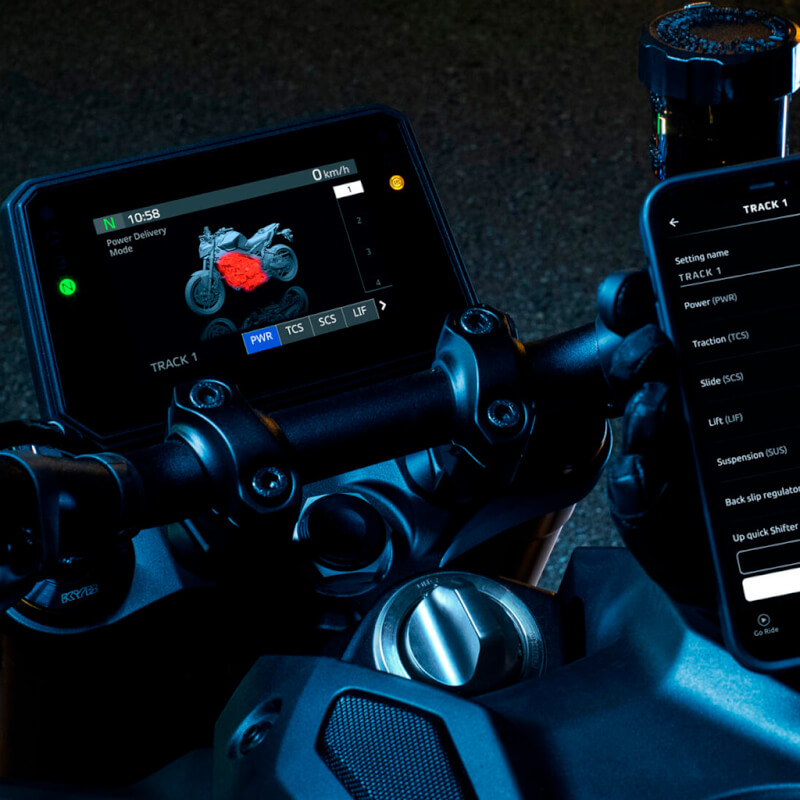 N 10:58 0 km/h
Power Delivery
Mode
1
2
3
4
N
PWR TCS SCS LIF
TRACK 1
TRACK 1
Setting name
TRACK 1
Power (PWR)
Traction (TCS)
Slide (SCS)
Lift (LIF)
Suspension (SUS)
Back slip regulator
Up quick Shifter
Go Ride